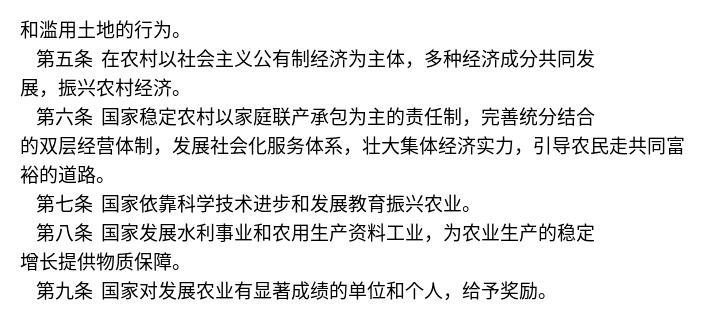 和滥用土地的行为。
第五条 在农村以社会主义公有制经济为主体，多种经济成分共同发
展，振兴农村经济。
第六条 国家稳定农村以家庭联产承包为主的责任制，完善统分结合
的双层经营体制，发展社会化服务体系，壮大集体经济实力，引导农民走共同富
裕的道路。
第七条 国家依靠科学技术进步和发展教育振兴农业。
第八条 国家发展水利事业和农用生产资料工业，为农业生产的稳定
增长提供物质保障。
第九条 国家对发展农业有显著成绩的单位和个人，给予奖励。